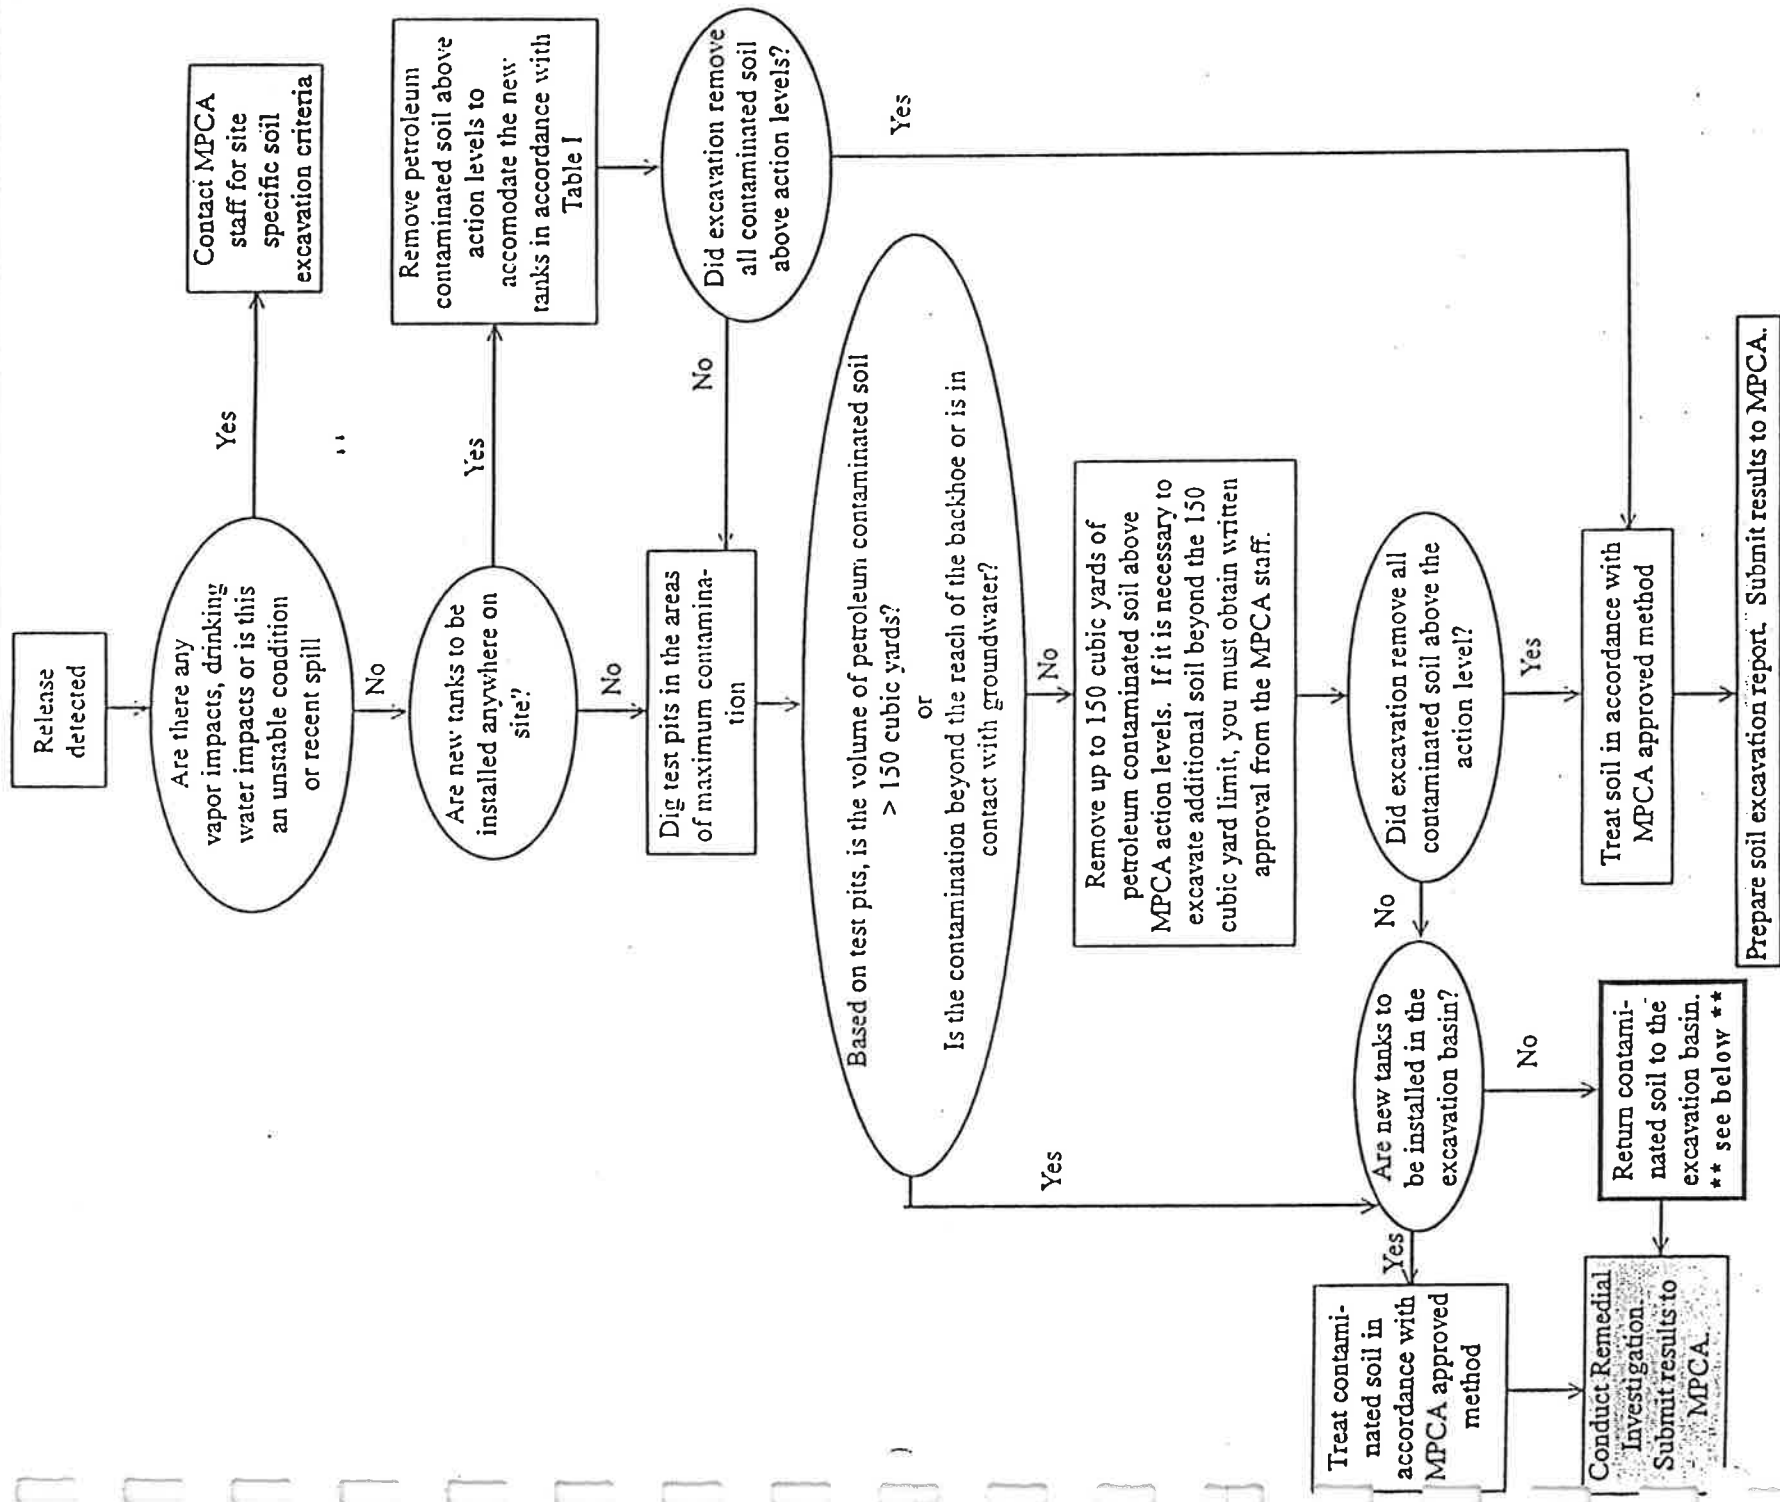 Release
detected
Are there any
vapor impacts, drinking
water impacts or is this
an unstable condition
or recent spill
Yes
Contact MPCA
staff for site
specific soil
excavation criteria
No
Are new tanks to be
installed anywhere on
site?
Yes
Remove petroleum
contaminated soil above
action levels to
accomodate the new
tanks in accordance with
Table I
Did excavation remove
all contaminated soil
above action levels?
Yes
No
No
Dig test pits in the areas
of maximum contamina-
tion
Based on test pits, is the volume of petroleum contaminated soil
> 150 cubic yards?
or
Is the contamination beyond the reach of the backhoe or is in
contact with groundwater?
No
Yes
Remove up to 150 cubic yards of
petroleum contaminated soil above
MPCA action levels. If it is necessary to
excavate additional soil beyond the 150
cubic yard limit, you must obtain written
approval from the MPCA staff.
Did excavation remove all
contaminated soil above the
action level?
Yes
No
Treat soil in accordance with
MPCA approved method
Prepare soil excavation report. Submit results to MPCA.
Are new tanks to
be installed in the
excavation basin?
No
Yes
Return contami-
nated soil to the
excavation basin.
** see below **
Treat contami-
nated soil in
accordance with
MPCA approved
method
Conduct Remedial
Investigation.
Submit results to
MPCA.